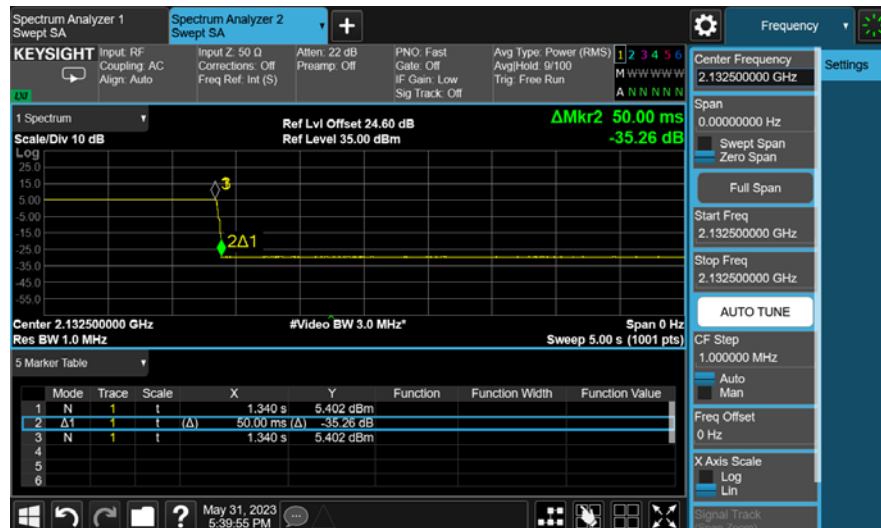 Spectrum Analyzer 1
Swept SA
Spectrum Analyzer 2
Swept SA
+
Frequency
KEYSIGHT
Input: RF
Coupling: AC
Align: Auto
Input Z: 50 Ω
Corrections: Off
Freq Ref: Int (S)
Atten: 22 dB
Preamp: Off
PNO: Fast
Gate: Off
IF Gain: Low
Sig Track: Off
Avg Type: Power (RMS)
Avg|Hold: 9/100
Trig: Free Run
1 2 3 4 5 6
M W W W W W
A N N N N N
LXI
1 Spectrum
Scale/Div 10 dB
Ref Lvl Offset 24.60 dB
Ref Level 35.00 dBm
ΔMkr2 50.00 ms
-35.26 dB
Log
25.0
15.0
5.00
-5.00
-15.0
-25.0
-35.0
-45.0
-55.0
3
2Δ1
Center 2.132500000 GHz
Res BW 1.0 MHz
#Video BW 3.0 MHz*
Span 0 Hz
Sweep 5.00 s (1001 pts)
5 Marker Table
Mode Trace Scale X Y Function Function Width Function Value
1 N 1 t 1.340 s 5.402 dBm
2 Δ1 1 t (Δ) 50.00 ms (Δ) -35.26 dB
3 N 1 t 1.340 s 5.402 dBm
4
5
6
?
May 31, 2023
5:39:55 PM
Center Frequency
2.132500000 GHz
Settings
Span
0.00000000 Hz
Swept Span
Zero Span
Full Span
Start Freq
2.132500000 GHz
Stop Freq
2.132500000 GHz
AUTO TUNE
CF Step
1.000000 MHz
Auto
Man
Freq Offset
0 Hz
X Axis Scale
Log
Lin
Signal Track
(Span Zoom)